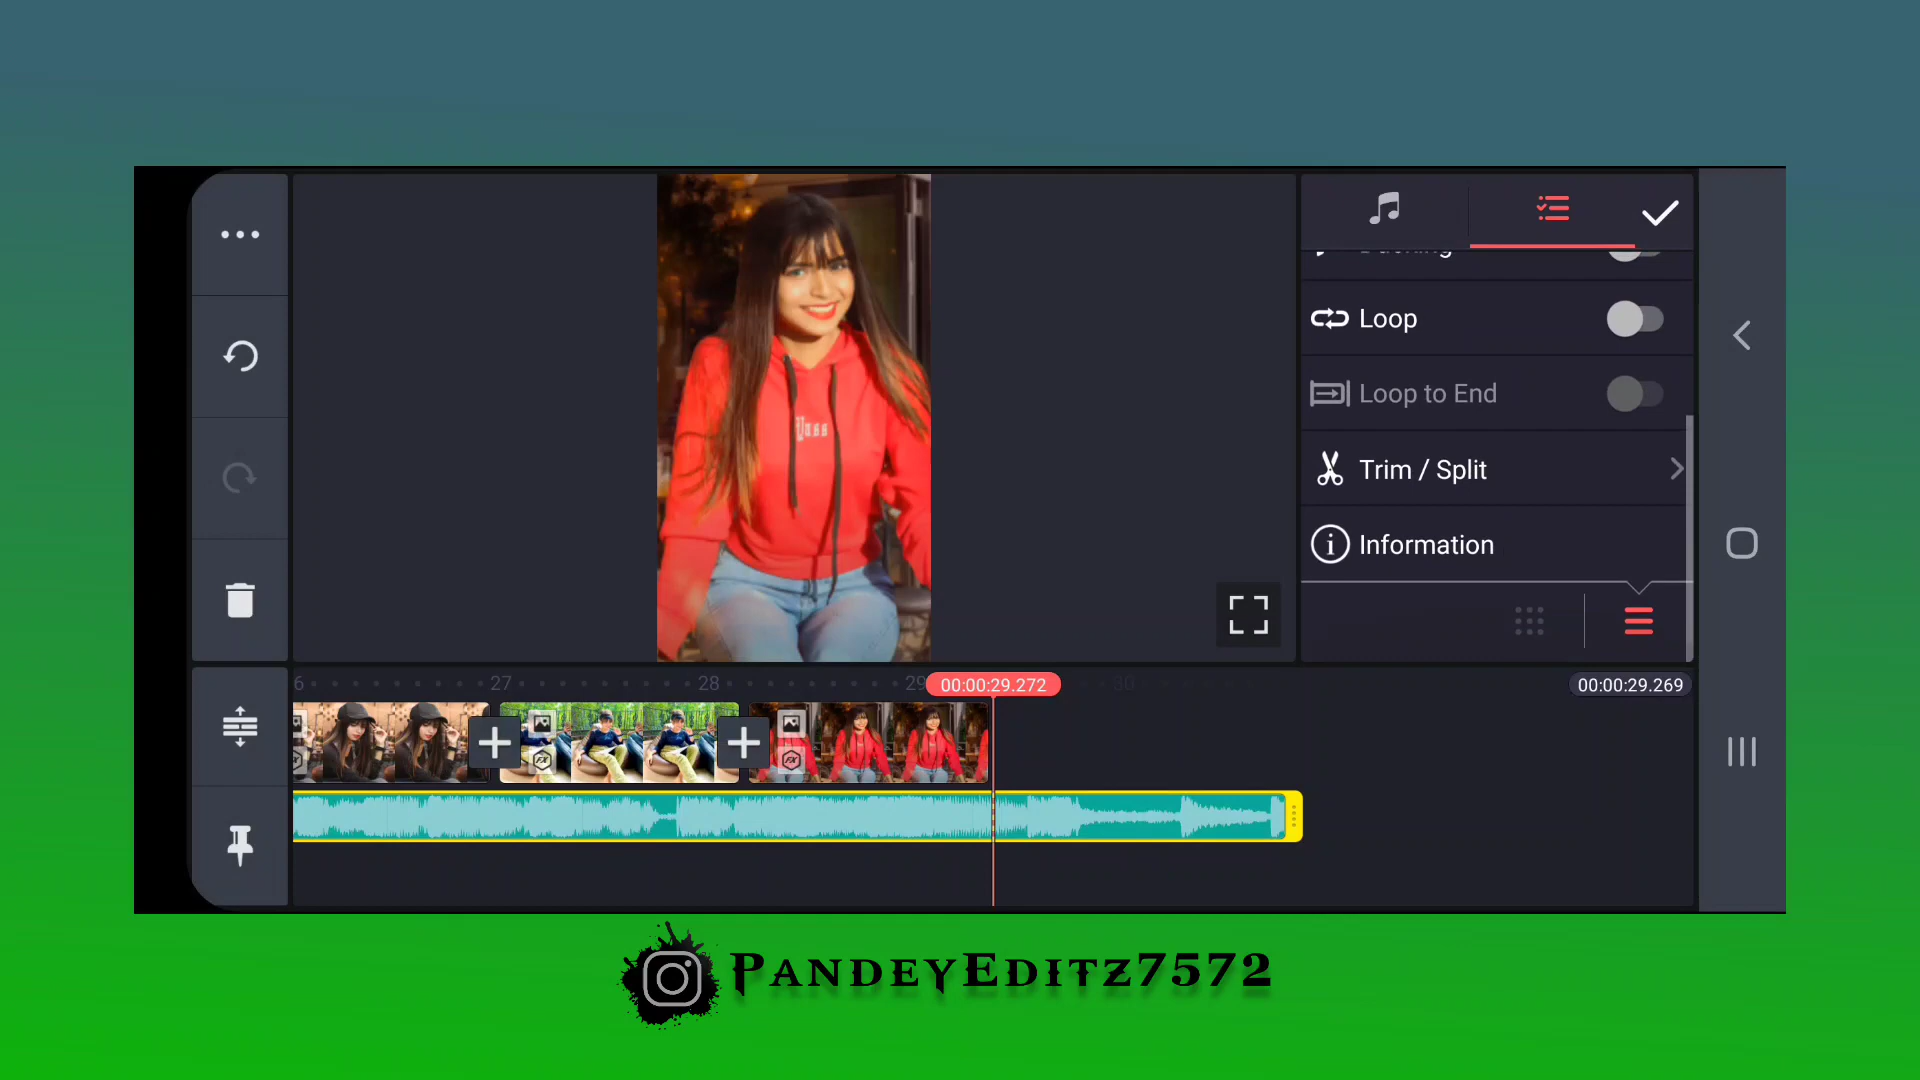 Ducking
Loop
Loop to End
Trim / Split
Information
6
27
28
29
00:00:29.272
30
00:00:29.269
PandeyEditz7572